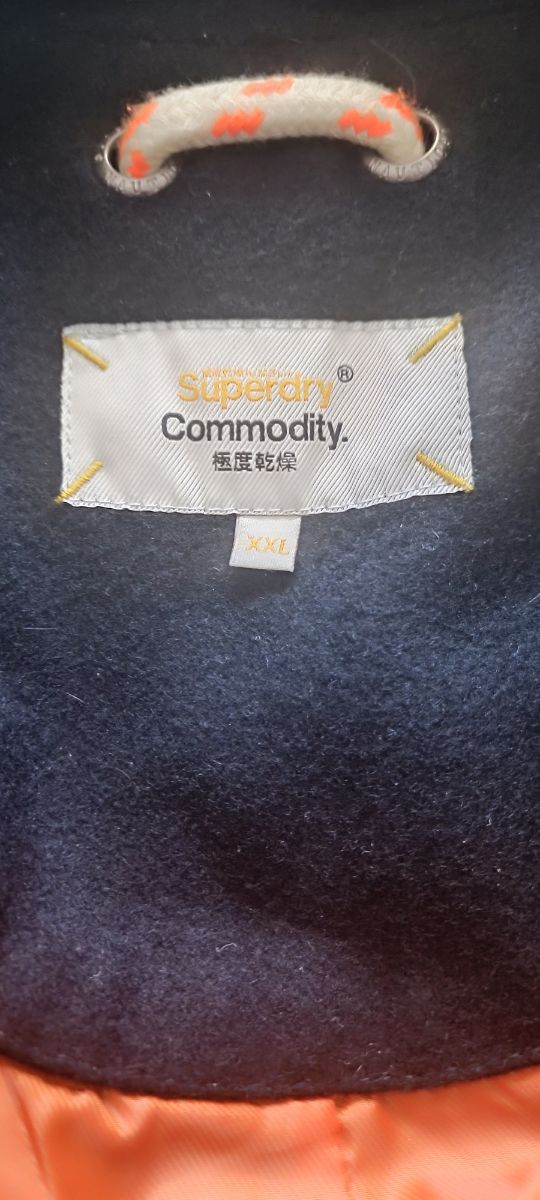 Superdry®
Commodity.
極度乾燥
XXL